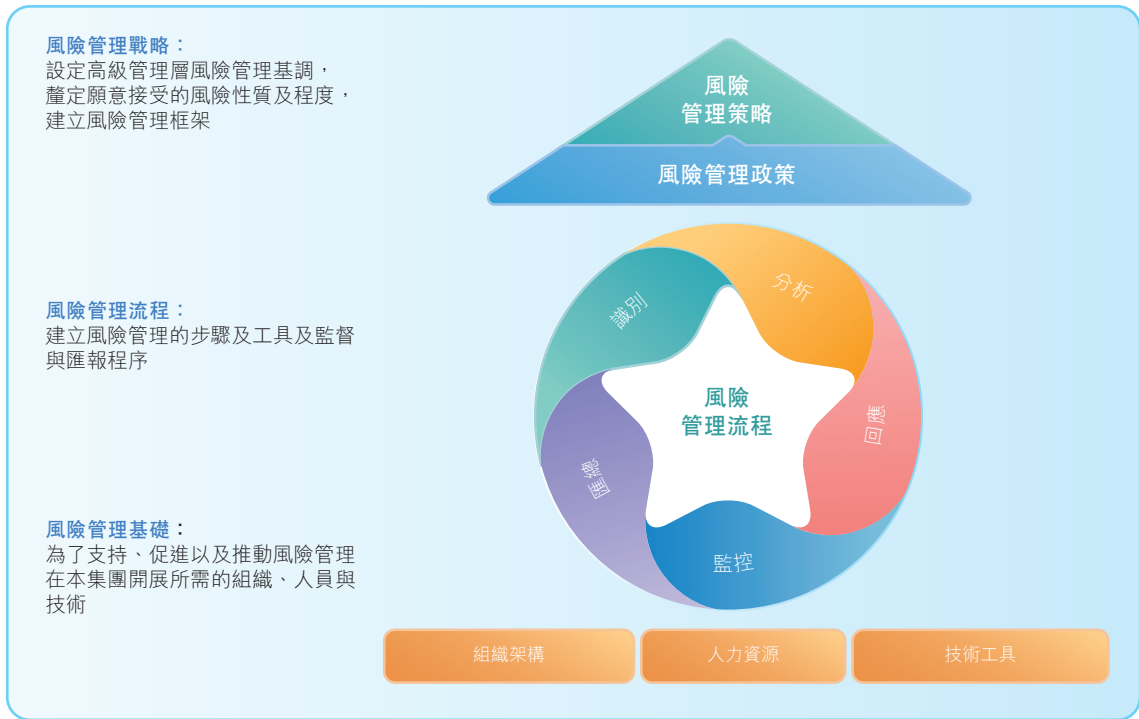 風險管理戰略：
設定高級管理層風險管理基調，
釐定願意接受的風險性質及程度，
建立風險管理框架
風險
管理策略
風險管理政策
風險管理流程：
建立風險管理的步驟及工具及監督
與匯報程序
識別
分析
回應
監控
匯總
風險
管理流程
風險管理基礎：
為了支持、促進以及推動風險管理
在本集團開展所需的組織、人員與
技術
組織架構
人力資源
技術工具